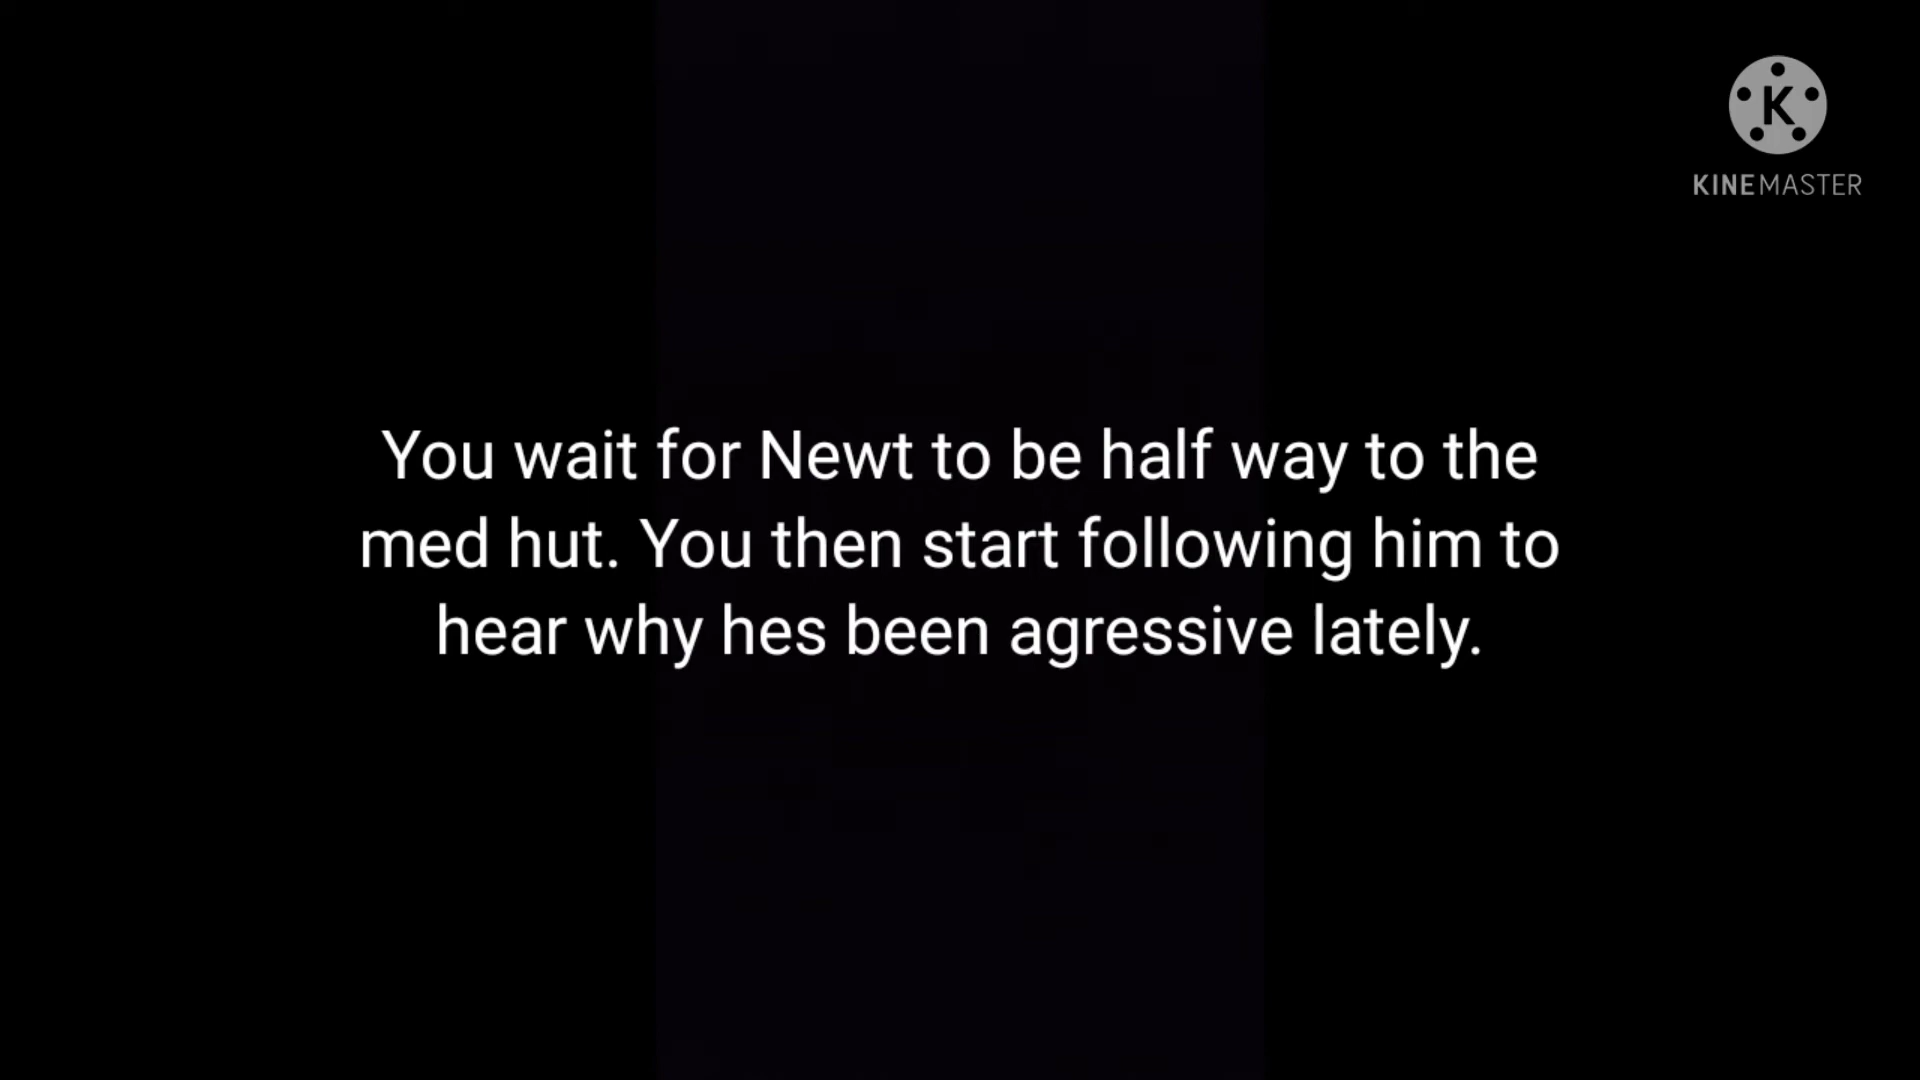 K
KINEMASTER
You wait for Newt to be half way to the
med hut. You then start following him to
hear why hes been agressive lately.